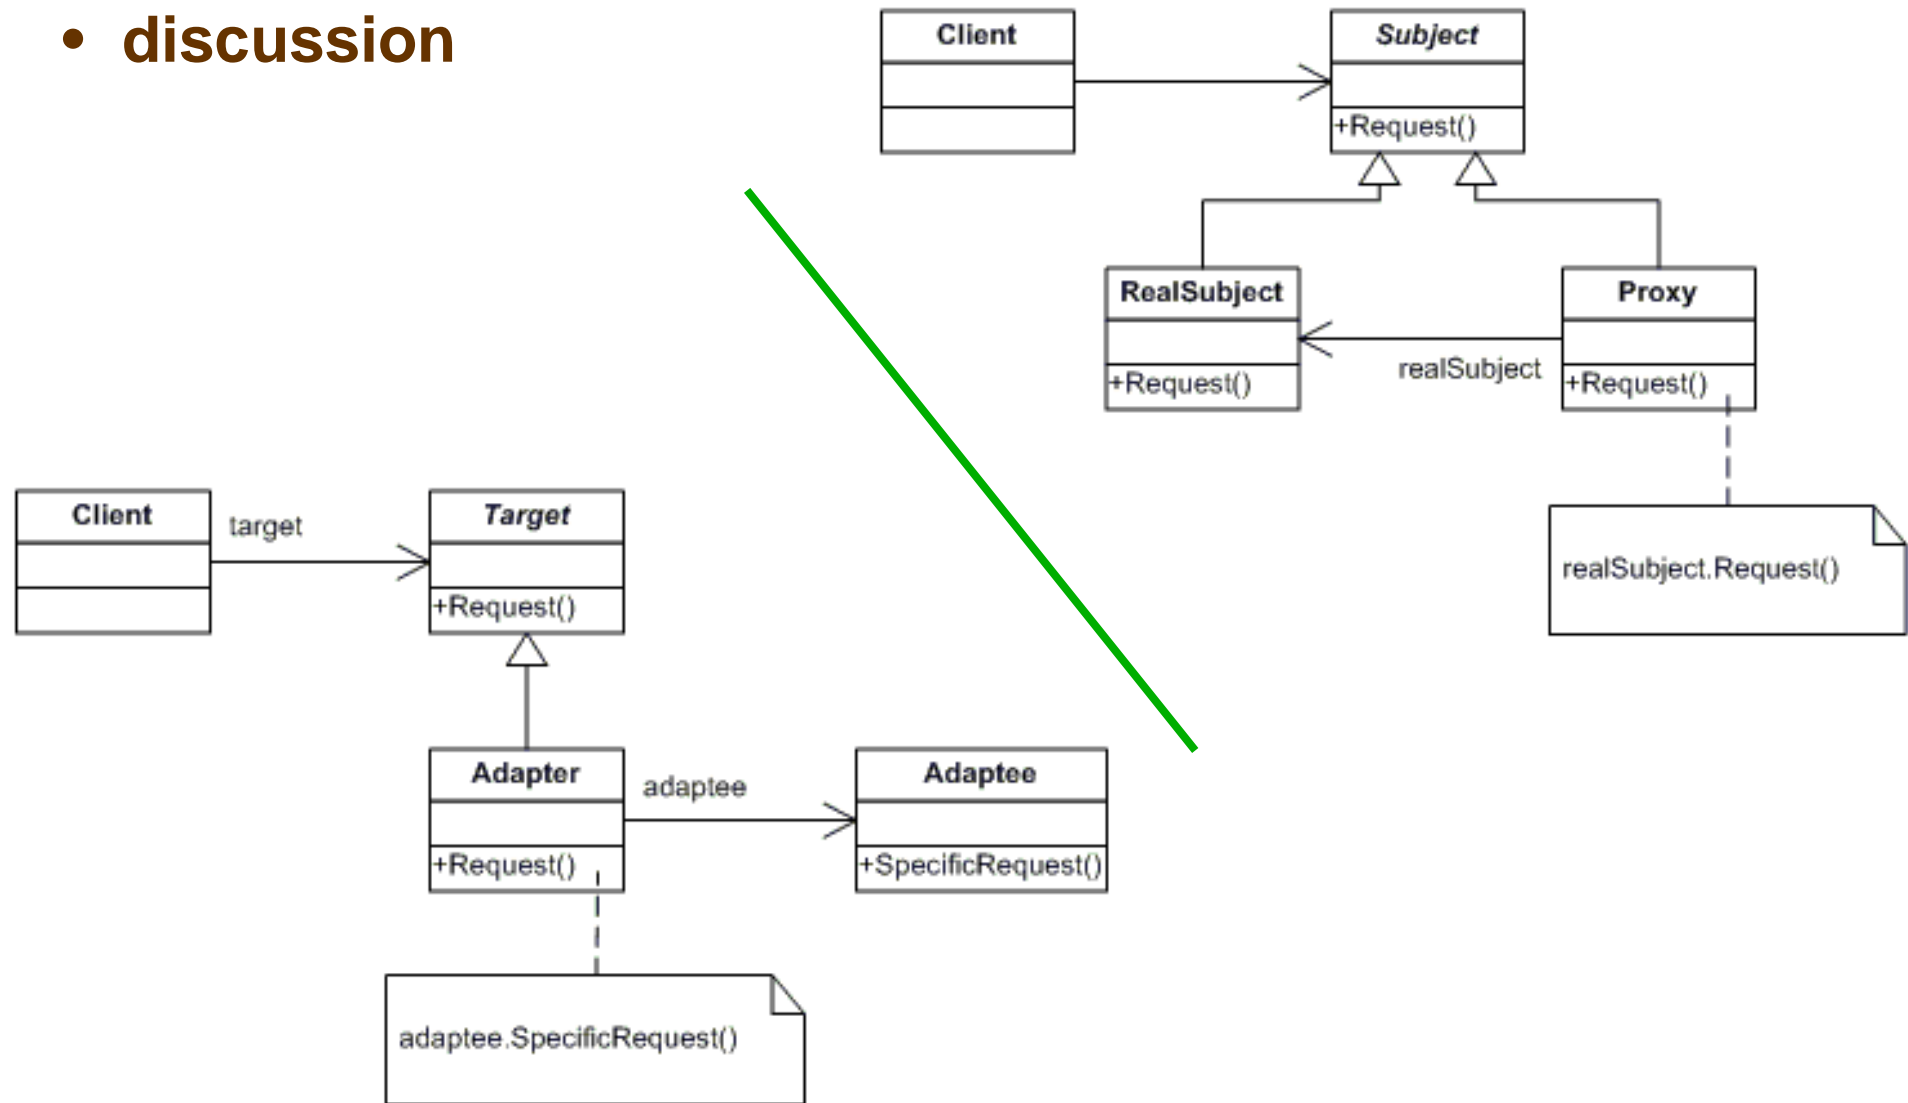 • discussion
Client
Subject
+Request()
RealSubject
+Request()
realSubject
Proxy
+Request()
realSubject.Request()
Client
target
Target
+Request()
Adapter
+Request()
adaptee
Adaptee
+SpecificRequest()
adaptee.SpecificRequest()